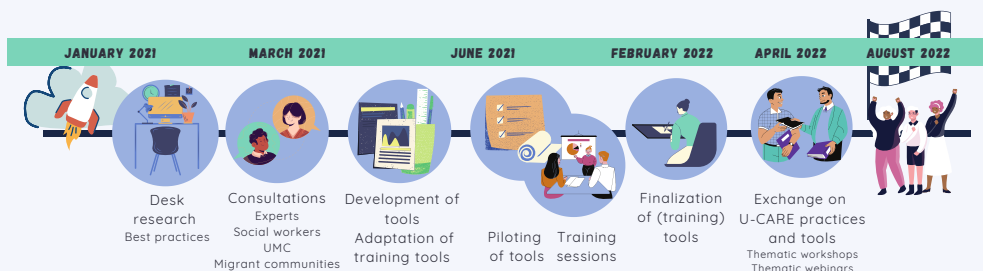 JANUARY 2021
MARCH 2021
JUNE 2021
FEBRUARY 2022
APRIL 2022
AUGUST 2022
Desk
research
Best practices
Consultations
Experts
Social workers
UMC
Migrant communities
Development of
tools
Adaptation of
training tools
Piloting
of tools
Training
sessions
Finalization
of (training)
tools
Exchange on
U-CARE practices
and tools
Thematic workshops
Thematic webinars